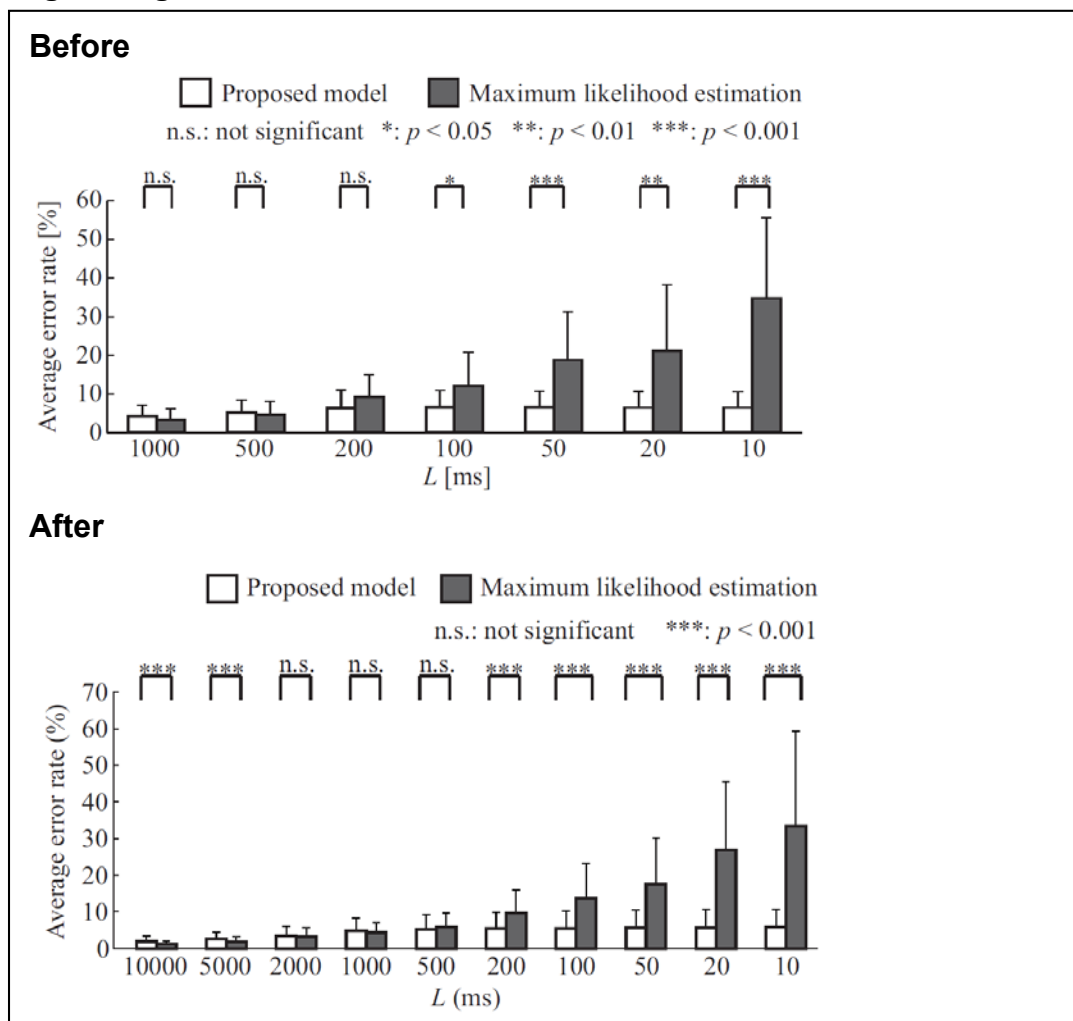 Before
Proposed model Maximum likelihood estimation
n.s.: not significant *: p < 0.05 **: p < 0.01 ***: p < 0.001
n.s. n.s. n.s. * *** ** ***
Average error rate [%]
60
50
40
30
20
10
0
1000 500 200 100 50 20 10
L [ms]
After
Proposed model Maximum likelihood estimation
n.s.: not significant ***: p < 0.001
*** *** n.s. n.s. n.s. *** *** *** *** ***
Average error rate (%)
70
60
50
40
30
20
10
0
10000 5000 2000 1000 500 200 100 50 20 10
L (ms)